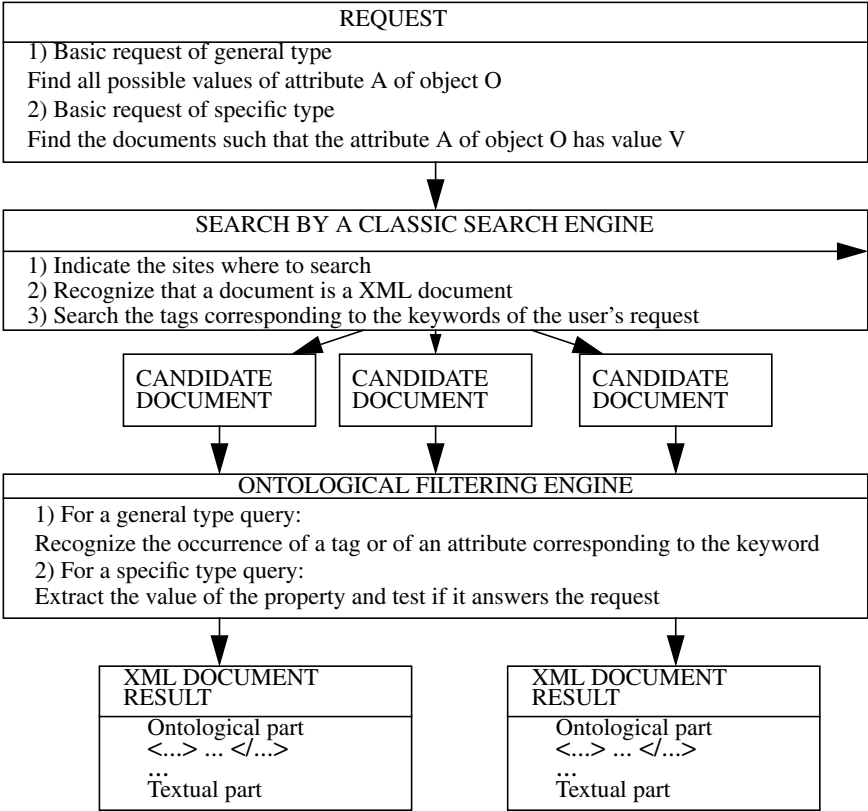 REQUEST
1) Basic request of general type
Find all possible values of attribute A of object O
2) Basic request of specific type
Find the documents such that the attribute A of object O has value V
SEARCH BY A CLASSIC SEARCH ENGINE
1) Indicate the sites where to search
2) Recognize that a document is a XML document
3) Search the tags corresponding to the keywords of the user's request
CANDIDATE
DOCUMENT
CANDIDATE
DOCUMENT
CANDIDATE
DOCUMENT
ONTOLOGICAL FILTERING ENGINE
1) For a general type query:
Recognize the occurrence of a tag or of an attribute corresponding to the keyword
2) For a specific type query:
Extract the value of the property and test if it answers the request
XML DOCUMENT
RESULT
Ontological part
<...> ... </...>
...
Textual part
XML DOCUMENT
RESULT
Ontological part
<...> ... </...>
...
Textual part